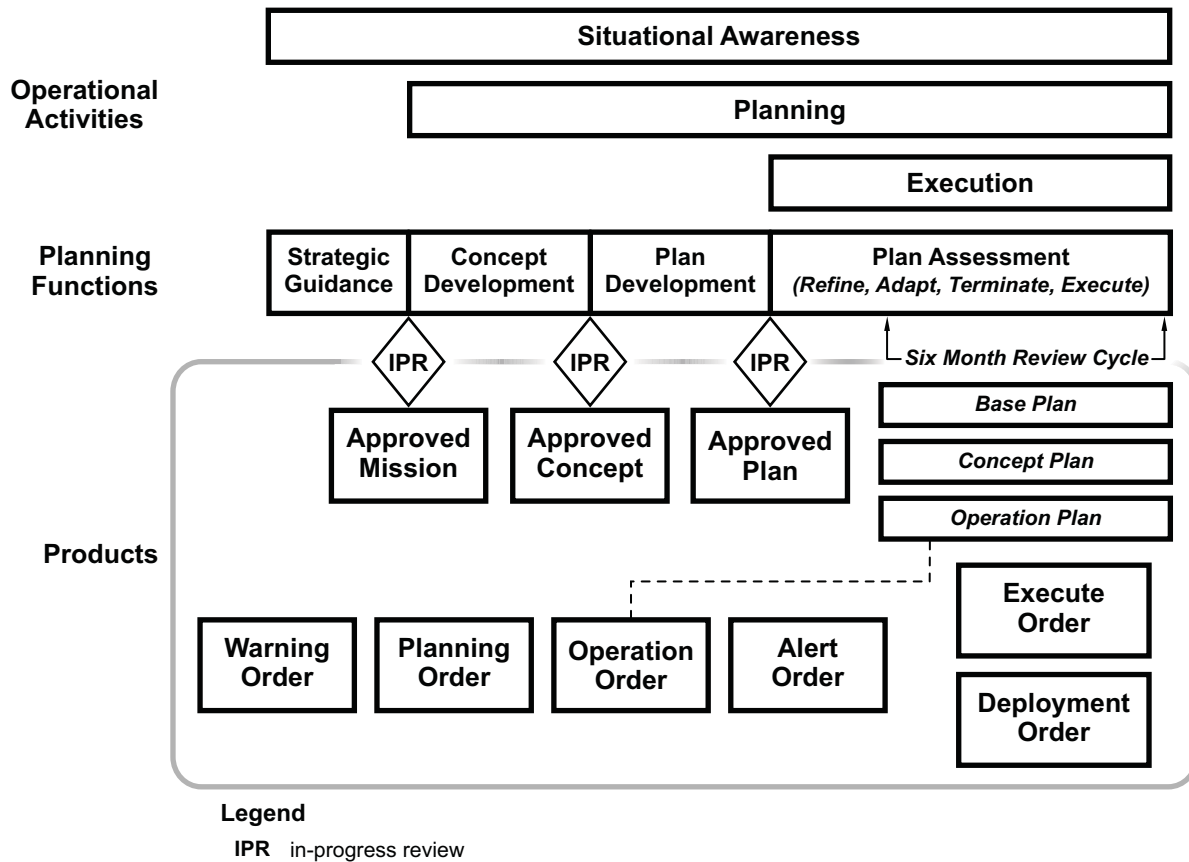 Situational Awareness
Operational
Activities
Planning
Execution
Planning
Functions
Strategic
Guidance
Concept
Development
Plan
Development
Plan Assessment
(Refine, Adapt, Terminate, Execute)
IPR
IPR
IPR
Six Month Review Cycle
Approved
Mission
Approved
Concept
Approved
Plan
Base Plan
Concept Plan
Operation Plan
Products
Warning
Order
Planning
Order
Operation
Order
Alert
Order
Execute
Order
Deployment
Order
Legend
IPR in-progress review